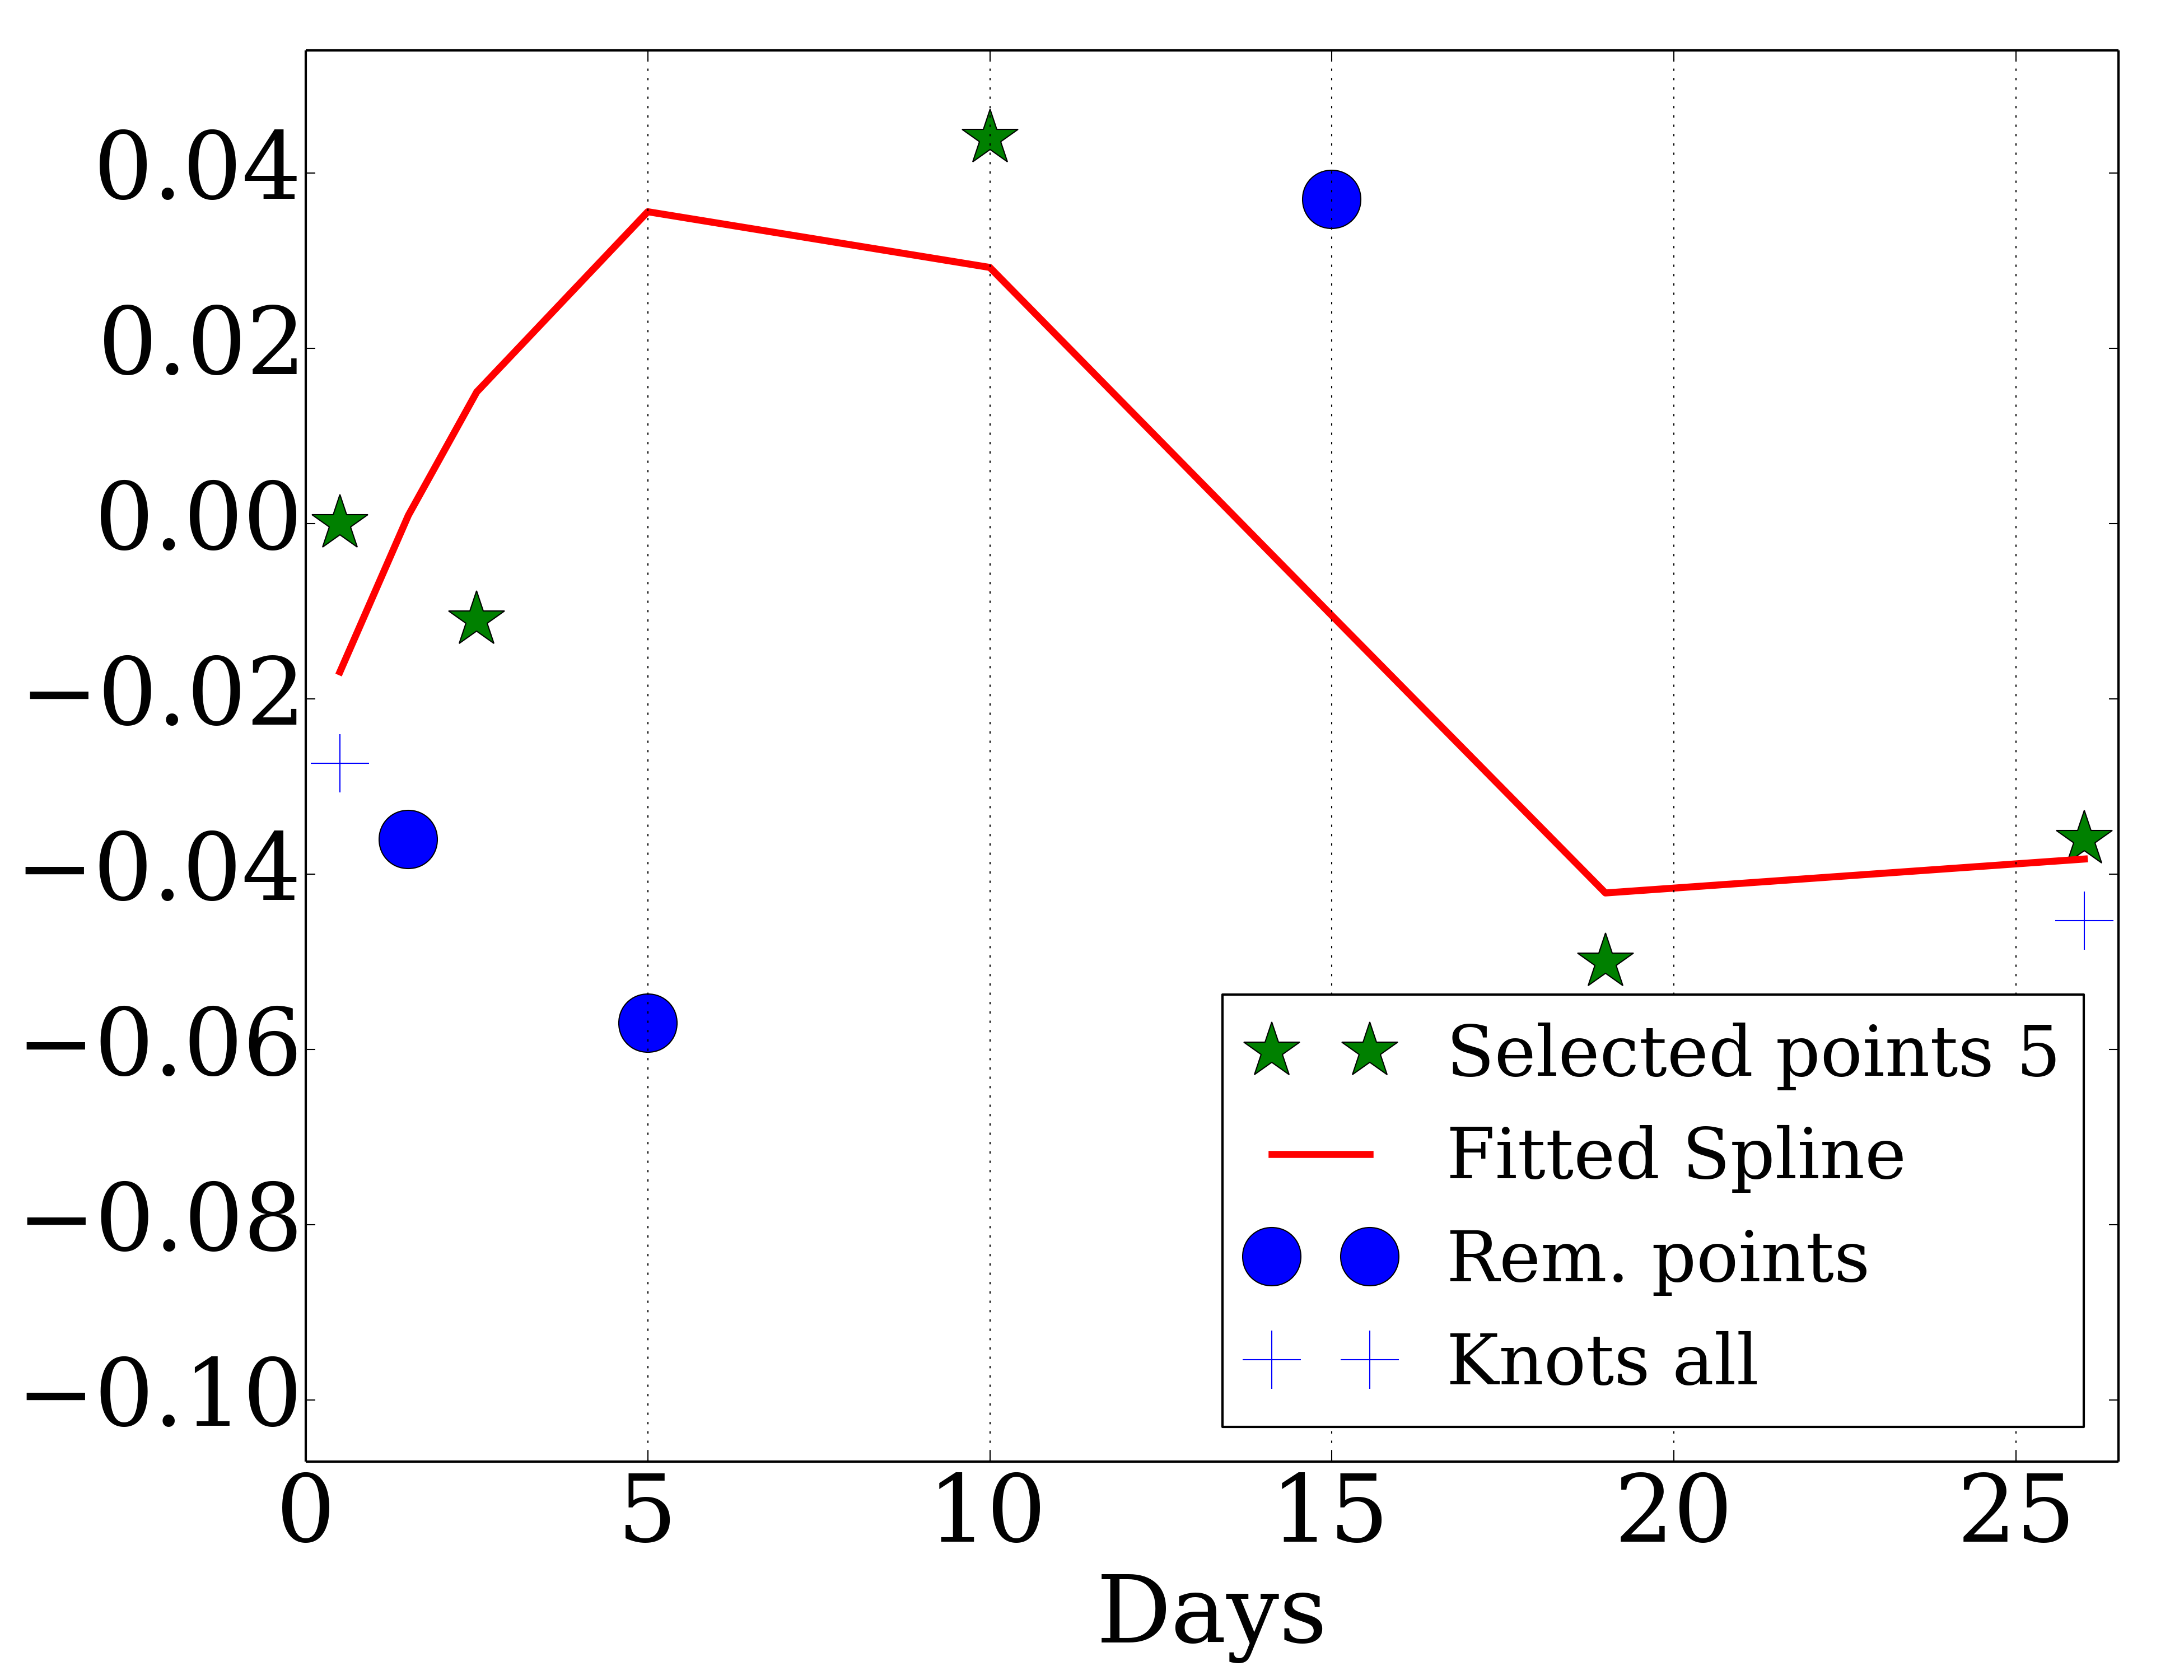 0.04
0.02
0.00
−0.02
−0.04
−0.06
−0.08
−0.10
Selected points 5
Fitted Spline
Rem. points
Knots all
0 5 10 15 20 25
Days